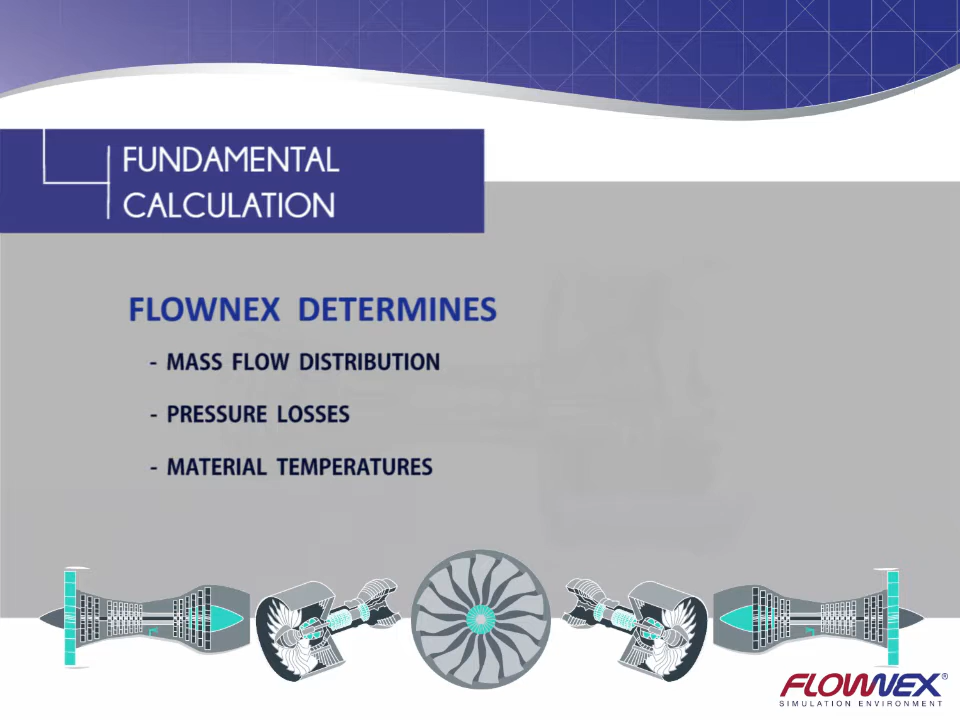 FUNDAMENTAL
CALCULATION
FLOWNEX DETERMINES
- MASS FLOW DISTRIBUTION
- PRESSURE LOSSES
- MATERIAL TEMPERATURES
FLOWNEX®
SIMULATION ENVIRONMENT